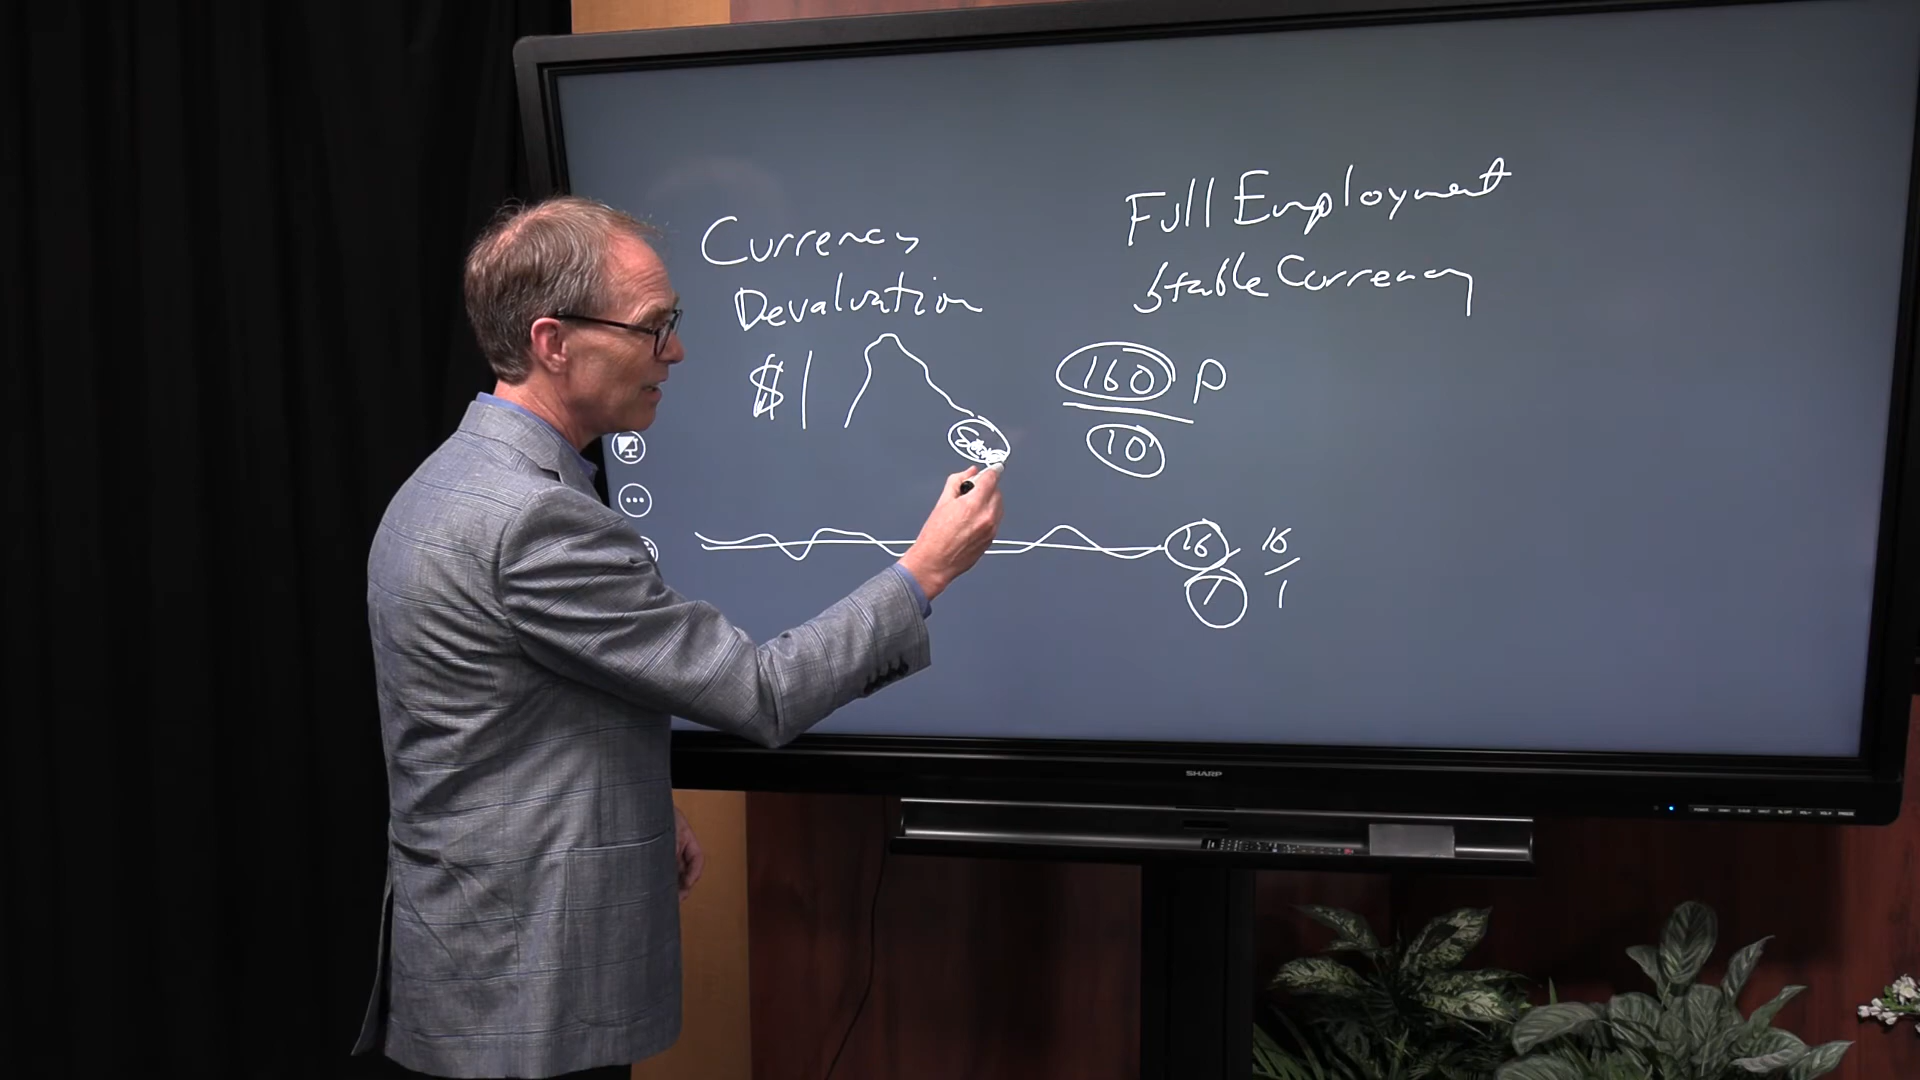 Currency
Devaluation
$1
Full Employment
Stable Currency
160 P
10
16
1
16
1
SHARP